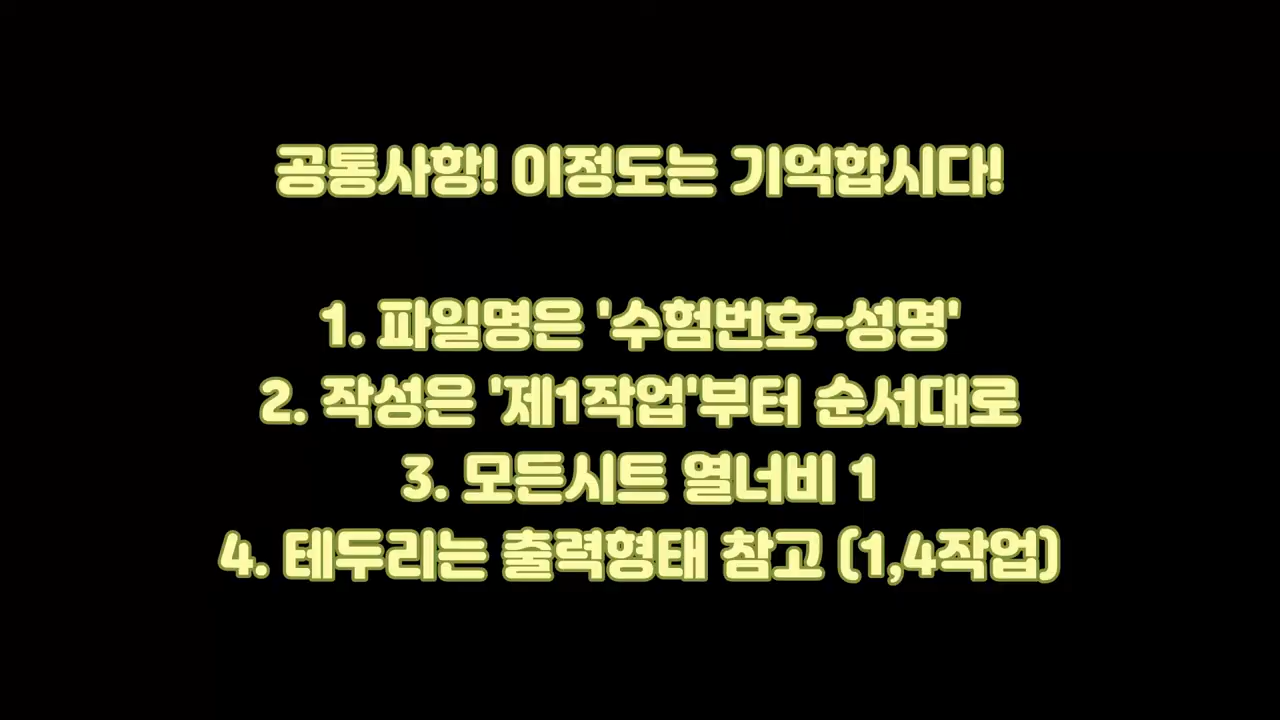 공통사항! 이정도는 기억합시다!
1. 파일명은 '수험번호-성명'
2. 작성은 '제1작업'부터 순서대로
3. 모든시트 열너비 1
4. 테두리는 출력형태 참고 (1,4작업)